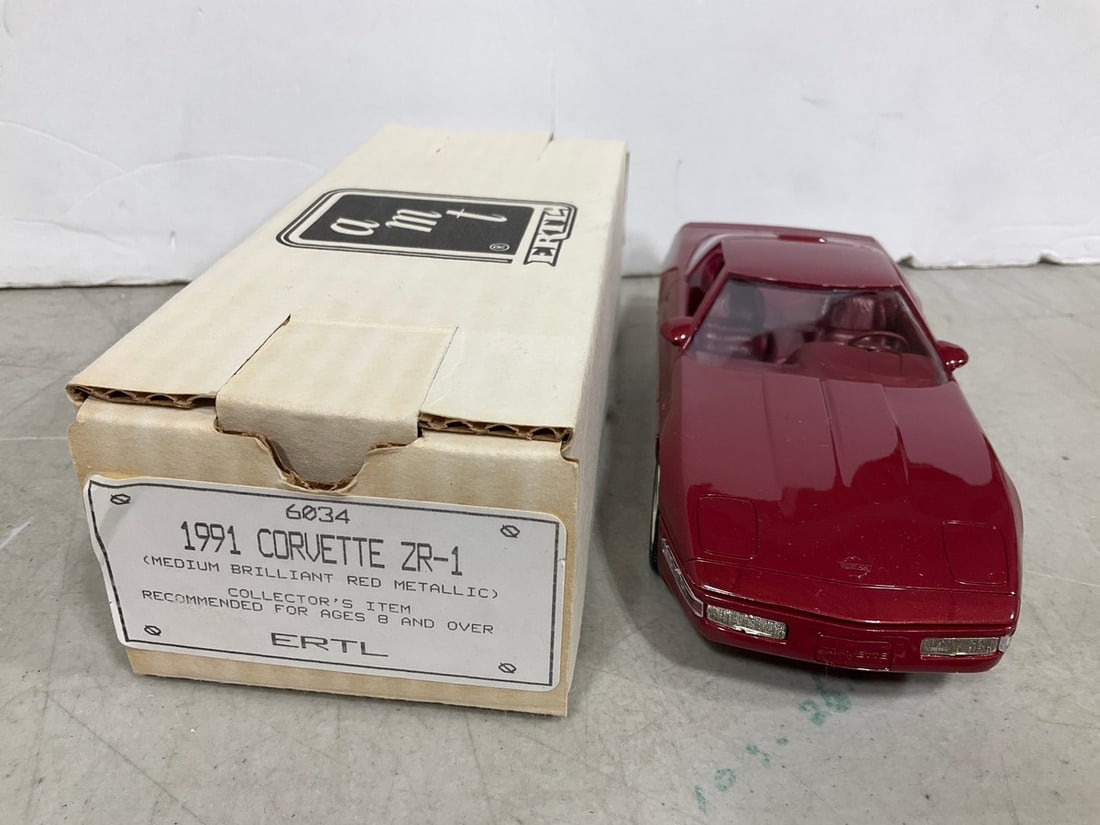 amt
ERTL
6034
1991 CORVETTE ZR-1
(MEDIUM BRILLIANT RED METALLIC)
COLLECTOR'S ITEM
RECOMMENDED FOR AGES 8 AND OVER
ERTL
CORVETTE